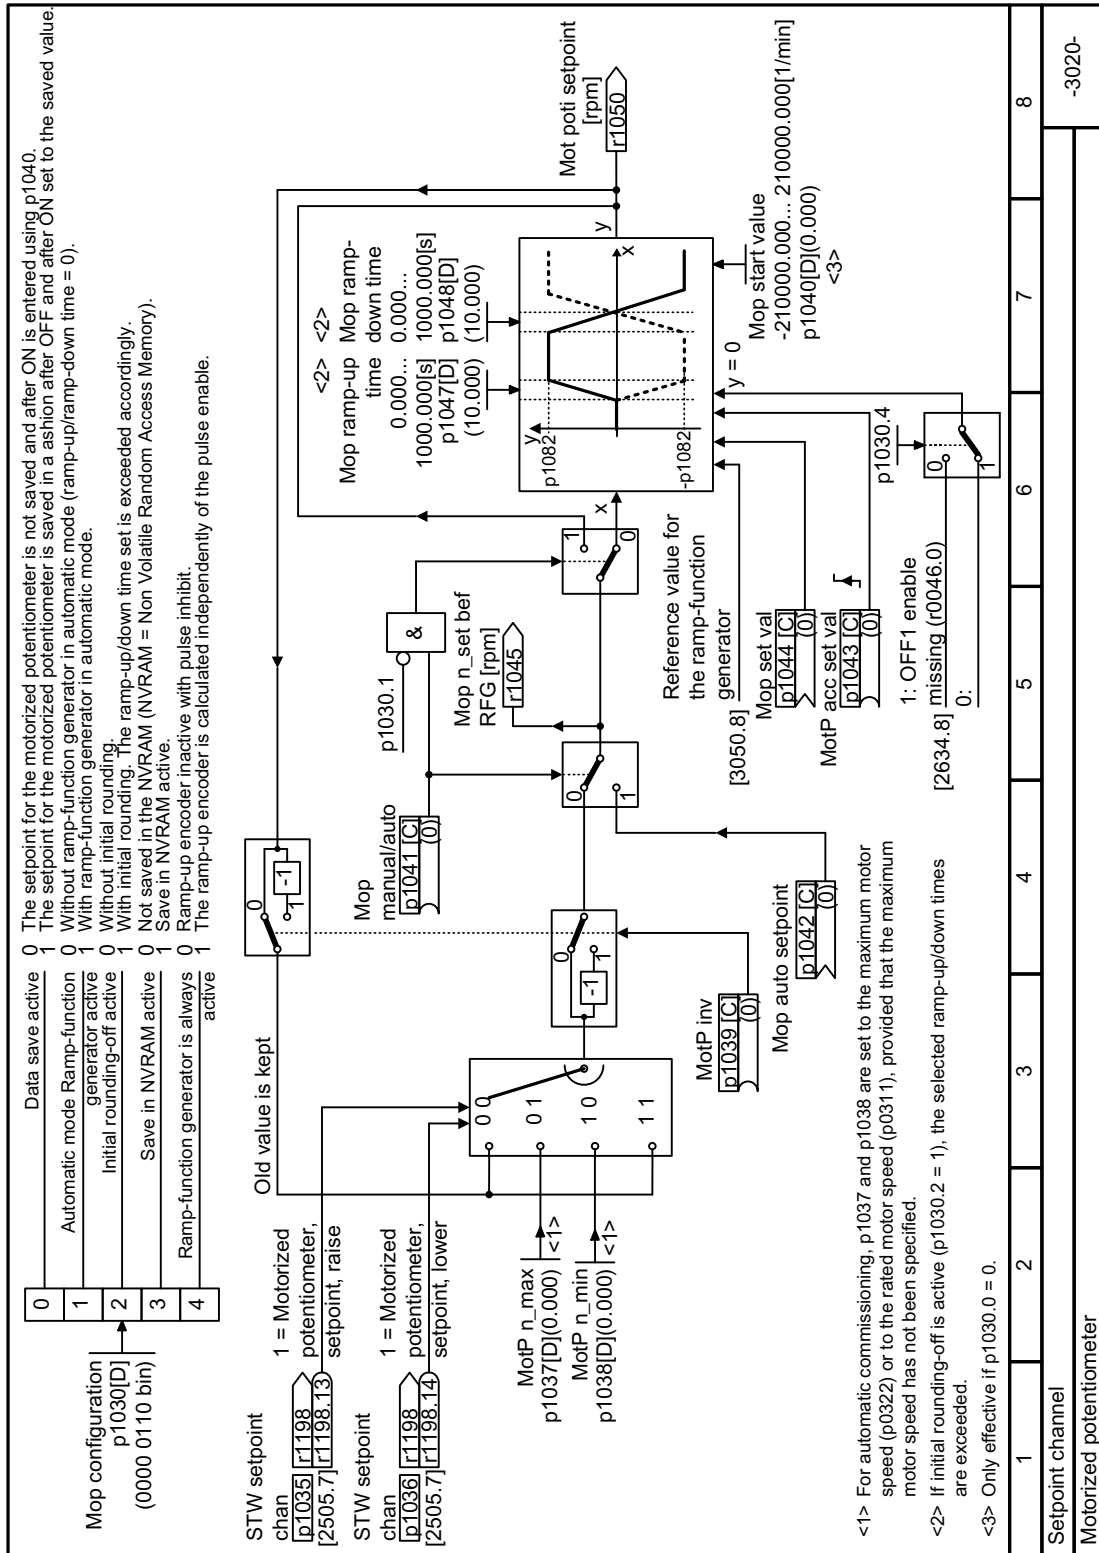 Mop configuration
p1030[D]
(0000 0110 bin)
0
1
2
3
4
Data save active
0 The setpoint for the motorized potentiometer is not saved and after ON is entered using p1040.
1 The setpoint for the motorized potentiometer is saved in a ashion after OFF and after ON set to the saved value.
Automatic mode Ramp-function
generator active
0 Without ramp-function generator in automatic mode (ramp-up/ramp-down time = 0).
1 With ramp-function generator in automatic mode.
Initial rounding-off active
0 Without initial rounding.
1 With initial rounding. The ramp-up/down time set is exceeded accordingly.
Save in NVRAM active
0 Not saved in the NVRAM (NVRAM = Non Volatile Random Access Memory).
1 Save in NVRAM active.
Ramp-function generator is always
active
0 Ramp-up encoder inactive with pulse inhibit.
1 The ramp-up encoder is calculated independently of the pulse enable.
STW setpoint
chan
p1035
r1198
r1198.13
[2505.7]
1 = Motorized
potentiometer,
setpoint, raise
STW setpoint
chan
p1036
r1198
r1198.14
[2505.7]
1 = Motorized
potentiometer,
setpoint, lower
Old value is kept
MotP n_max
p1037[D](0.000)
<1>
MotP n_min
p1038[D](0.000)
<1>
0 0
0 1
1 0
1 1
0
1
-1
0
1
-1
MotP inv
p1039 [C]
(0)
Mop
manual/auto
p1041 [C]
(0)
Mop auto setpoint
p1042 [C]
(0)
0
1
p1030.1
&
Mop n_set bef
RFG [rpm]
r1045
1
0
x
Reference value for
the ramp-function
generator
[3050.8]
Mop set val
p1044 [C]
(0)
MotP acc set val
p1043 [C]
(0)
1: OFF1 enable
missing (r0046.0)
[2634.8]
0:
p1030.4
0
1
y = 0
<2>
Mop ramp-up
time
0.000...
1000.000[s]
p1047[D]
(10.000)
<2>
Mop ramp-
down time
0.000...
1000.000[s]
p1048[D]
(10.000)
y
p1082
-p1082
x
y
Mop start value
-210000.000... 210000.000[1/min]
p1040[D](0.000)
<3>
Mot poti setpoint
[rpm]
r1050
<1> For automatic commissioning, p1037 and p1038 are set to the maximum motor
speed (p0322) or to the rated motor speed (p0311), provided that the maximum
motor speed has not been specified.
<2> If initial rounding-off is active (p1030.2 = 1), the selected ramp-up/down times
are exceeded.
<3> Only effective if p1030.0 = 0.
1
2
3
4
5
6
7
8
Setpoint channel
Motorized potentiometer
-3020-